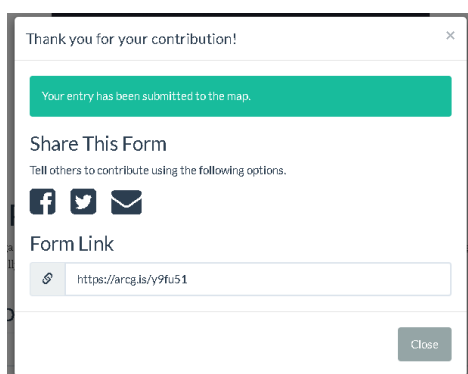 Thank you for your contribution!
×
Your entry has been submitted to the map.
Share This Form
Tell others to contribute using the following options.
Form Link
https://arcg.is/y9fu51
Close